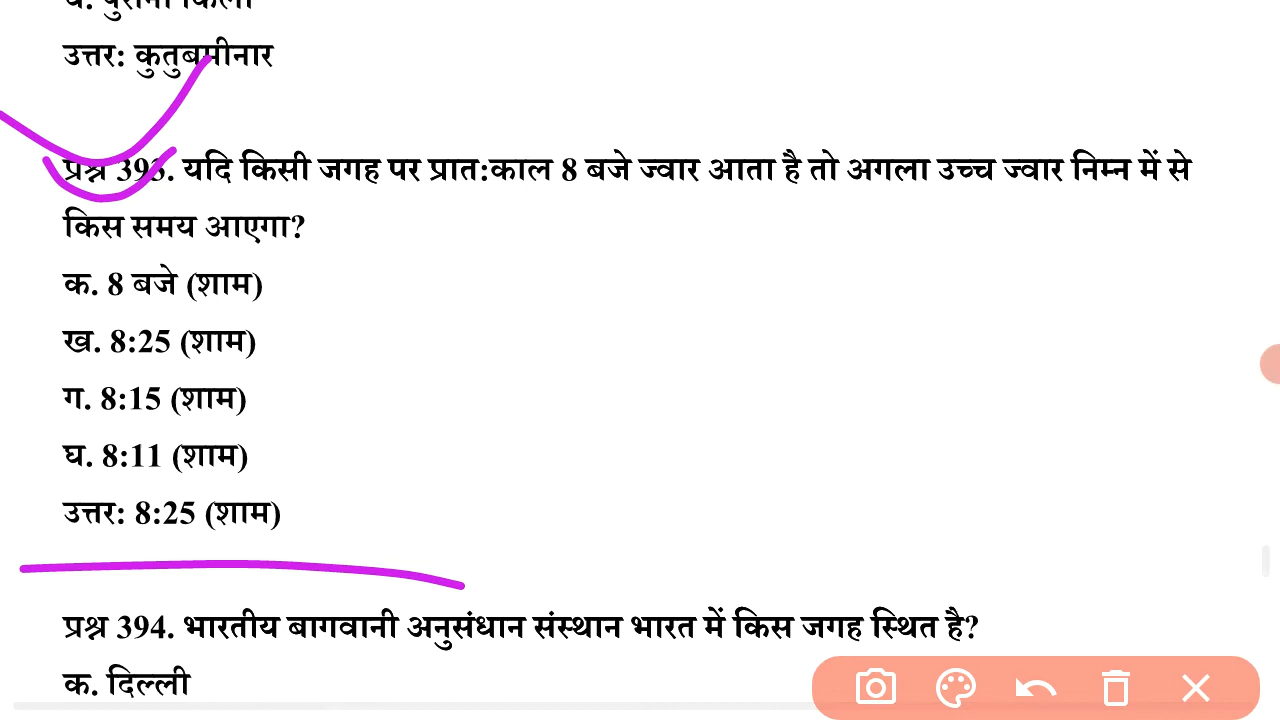 घ. पुरानी किला
उत्तर: कुतुबमीनार
प्रश्न 393. यदि किसी जगह पर प्रात:काल 8 बजे ज्वार आता है तो अगला उच्च ज्वार निम्न में से
किस समय आएगा?
क. 8 बजे (शाम)
ख. 8:25 (शाम)
ग. 8:15 (शाम)
घ. 8:11 (शाम)
उत्तर: 8:25 (शाम)
प्रश्न 394. भारतीय बागवानी अनुसंधान संस्थान भारत में किस जगह स्थित है?
क. दिल्ली